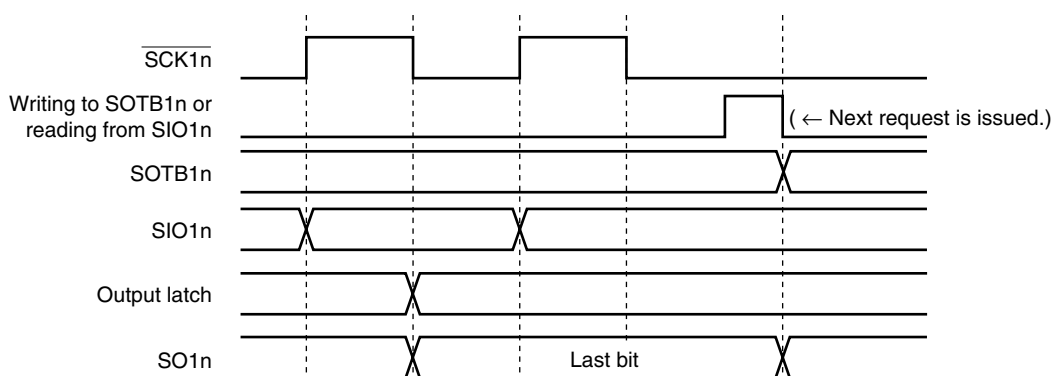 SCK1n
Writing to SOTB1n or
reading from SIO1n
( ← Next request is issued.)
SOTB1n
SIO1n
Output latch
SO1n
Last bit